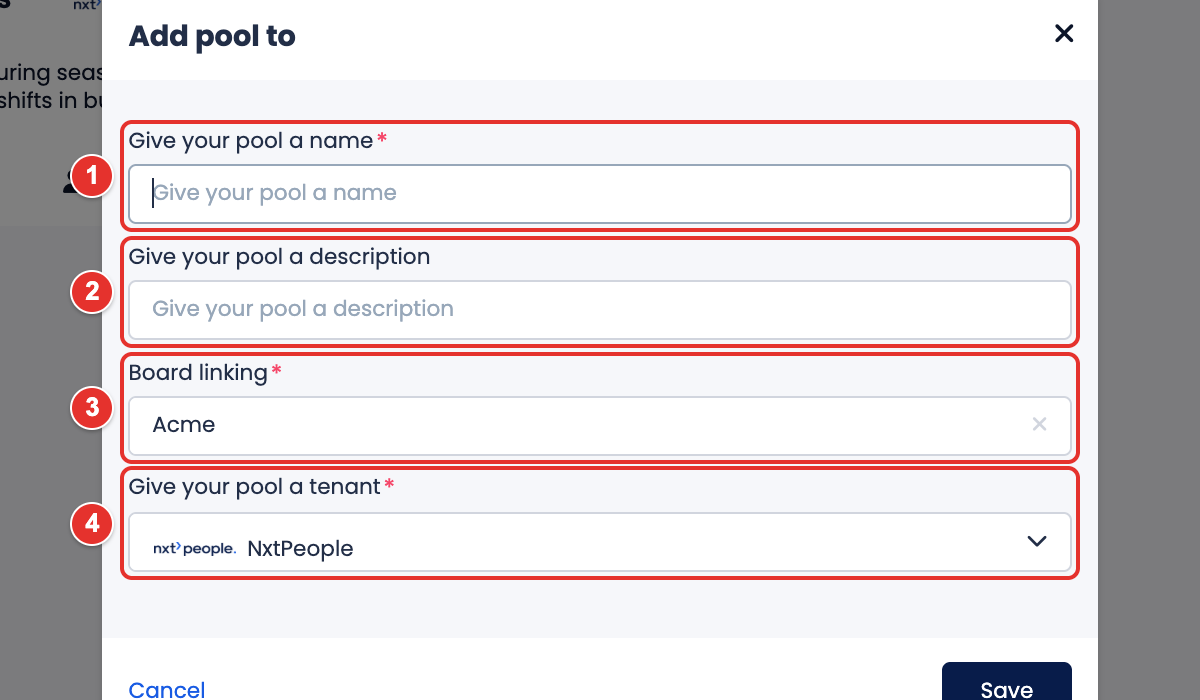 nxt
Add pool to
uring seas
shifts in bu
Give your pool a name*
1
Give your pool a name
Give your pool a description
2
Give your pool a description
Board linking*
3
Acme
Give your pool a tenant*
4
nxt people. NxtPeople
Cancel
Save